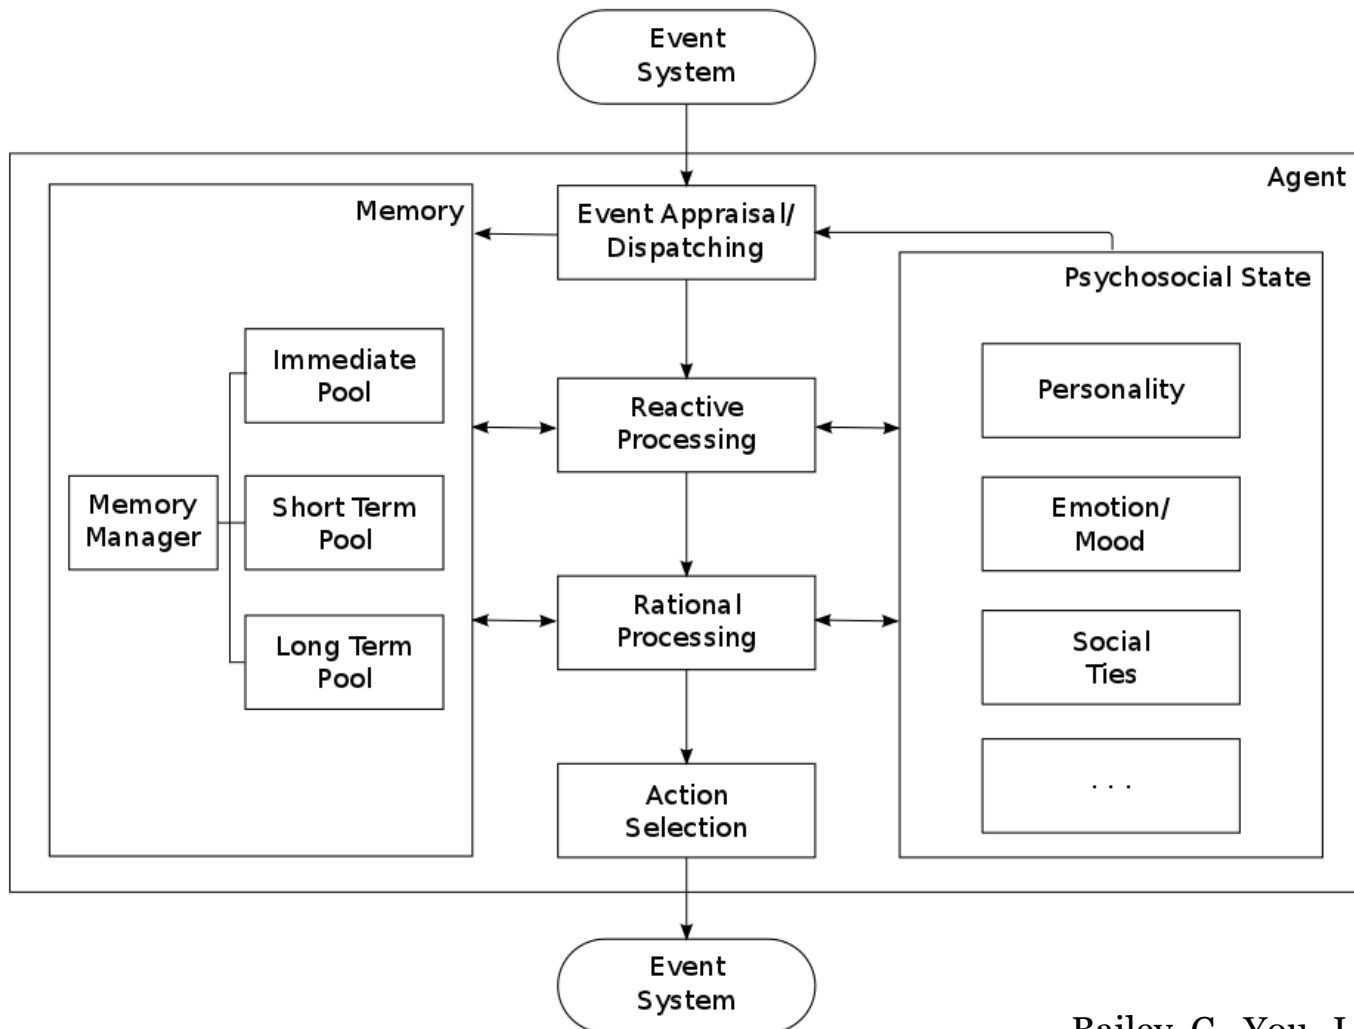 Event
System
Agent
Memory
Event Appraisal/
Dispatching
Psychosocial State
Immediate
Pool
Reactive
Processing
Personality
Memory
Manager
Short Term
Pool
Emotion/
Mood
Long Term
Pool
Rational
Processing
Social
Ties
Action
Selection
. . .
Event
System